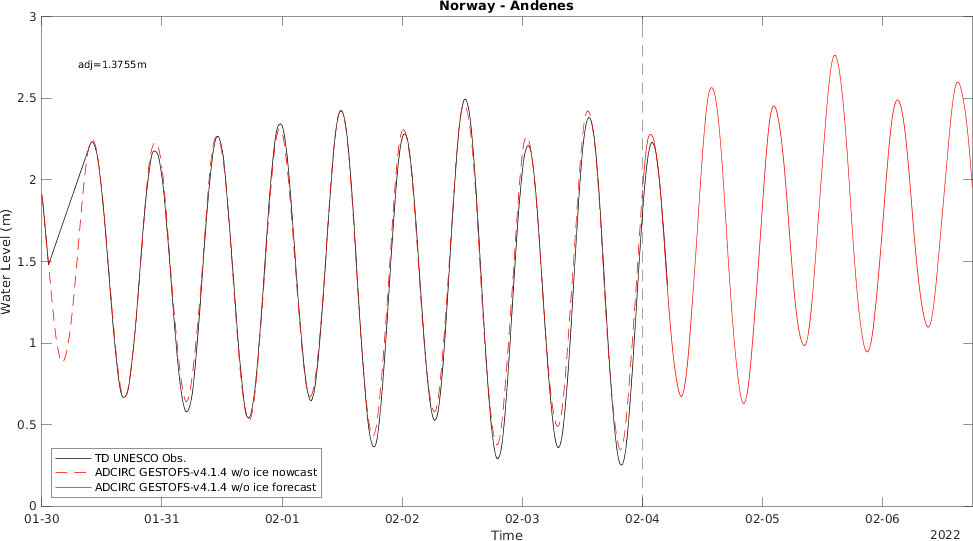 Norway - Andenes
adj=1.3755m
3
2.5
2
1.5
1
0.5
0
Water Level (m)
TD UNESCO Obs.
ADCIRC GESTOFS-v4.1.4 w/o ice nowcast
ADCIRC GESTOFS-v4.1.4 w/o ice forecast
01-30 01-31 02-01 02-02 02-03 02-04 02-05 02-06
Time
2022